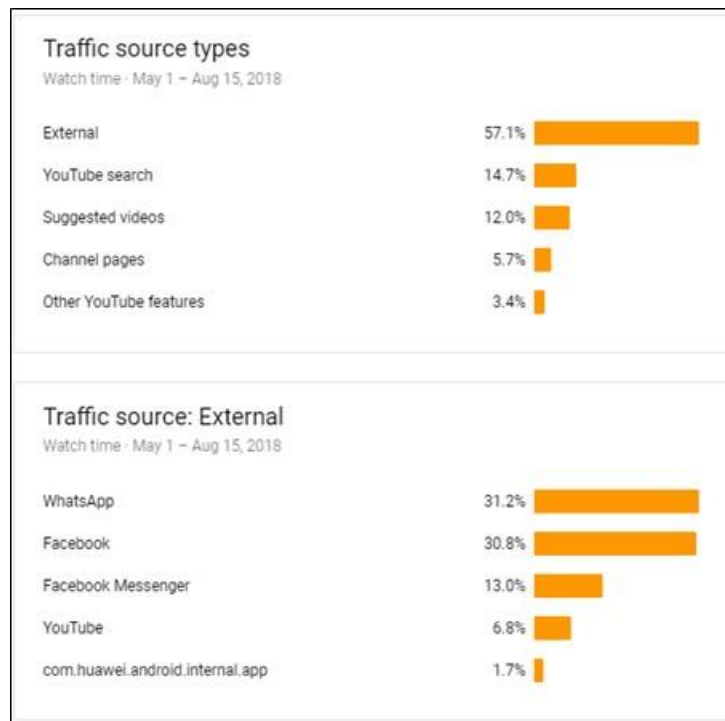 Traffic source types
Watch time · May 1 – Aug 15, 2018
External 57.1%
YouTube search 14.7%
Suggested videos 12.0%
Channel pages 5.7%
Other YouTube features 3.4%
Traffic source: External
Watch time · May 1 – Aug 15, 2018
WhatsApp 31.2%
Facebook 30.8%
Facebook Messenger 13.0%
YouTube 6.8%
com.huawei.android.internal.app 1.7%